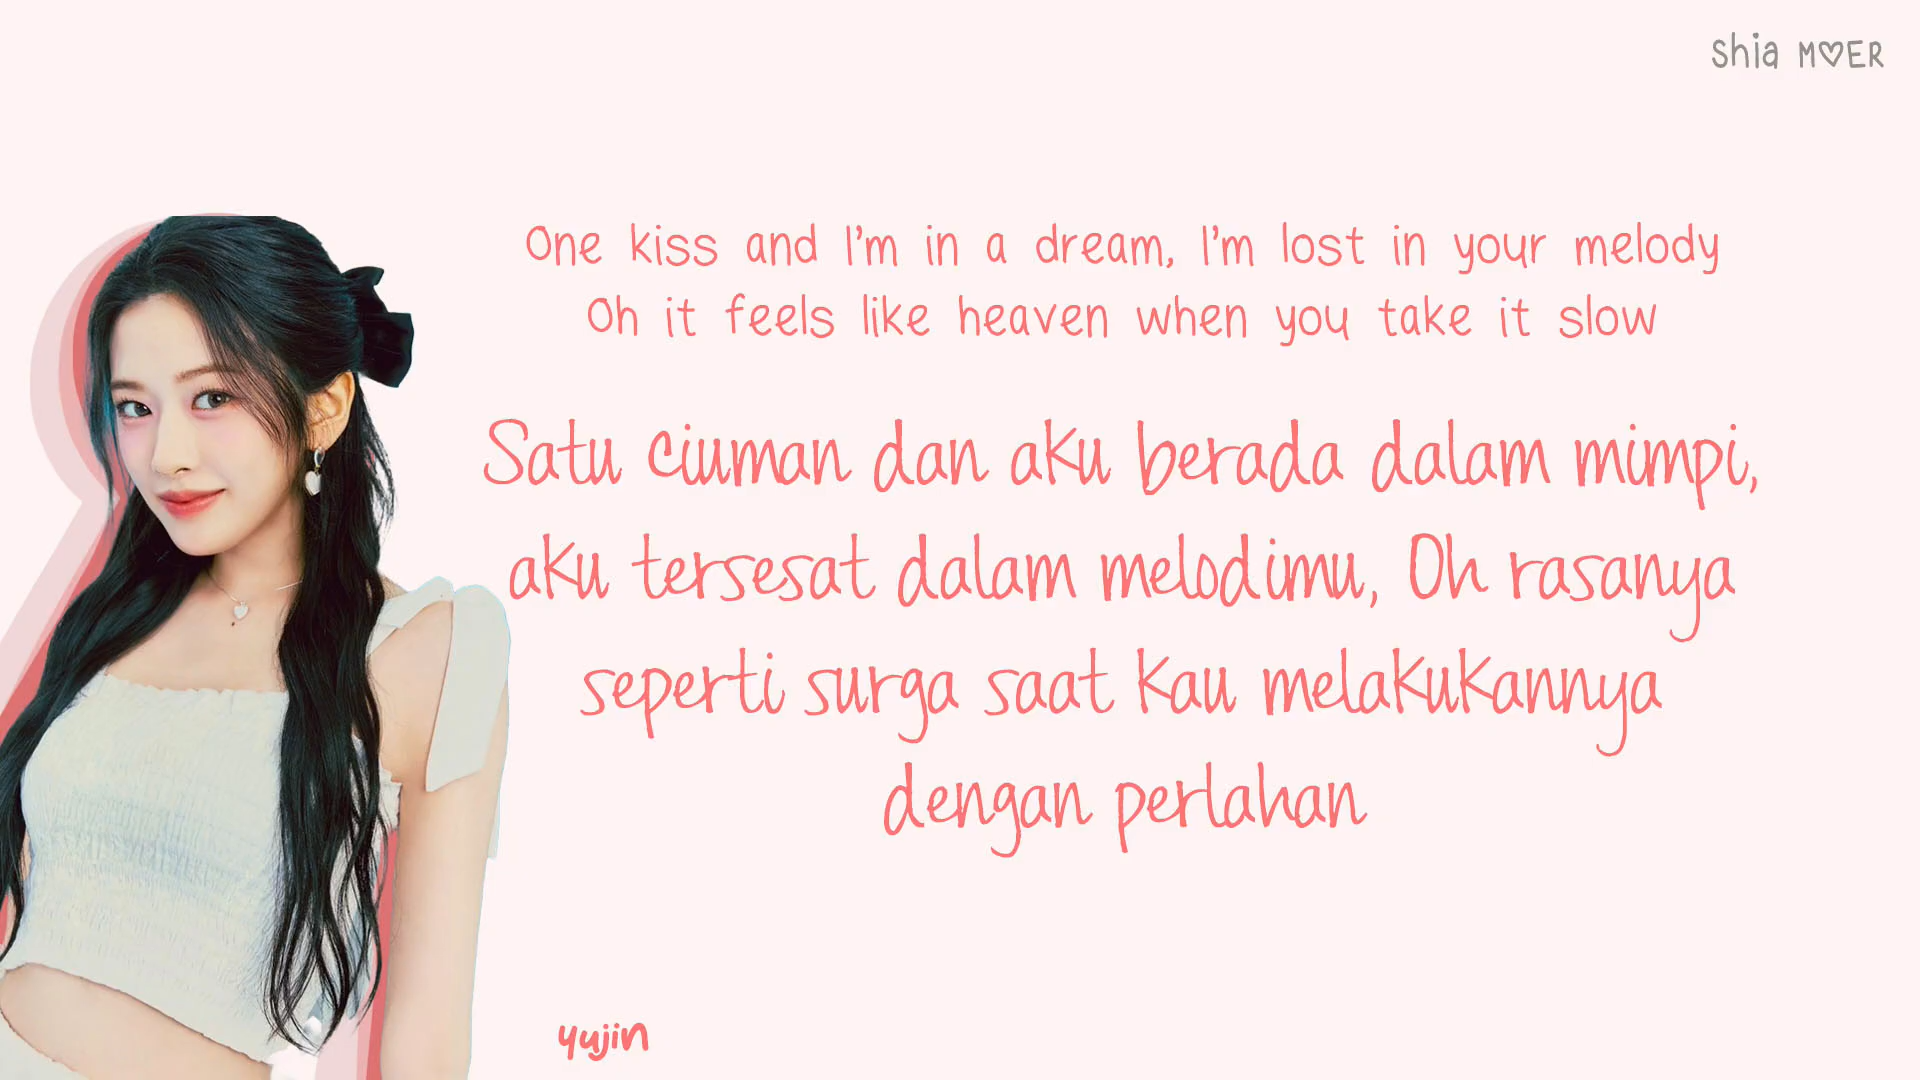 Shia M♡ER
One kiss and I'm in a dream, I'm lost in your melody
Oh it feels like heaven when you take it slow
Satu ciuman dan aku berada dalam mimpi,
aku tersesat dalam melodimu, Oh rasanya
seperti surga saat kau melakukannya
dengan perlahan
yujin